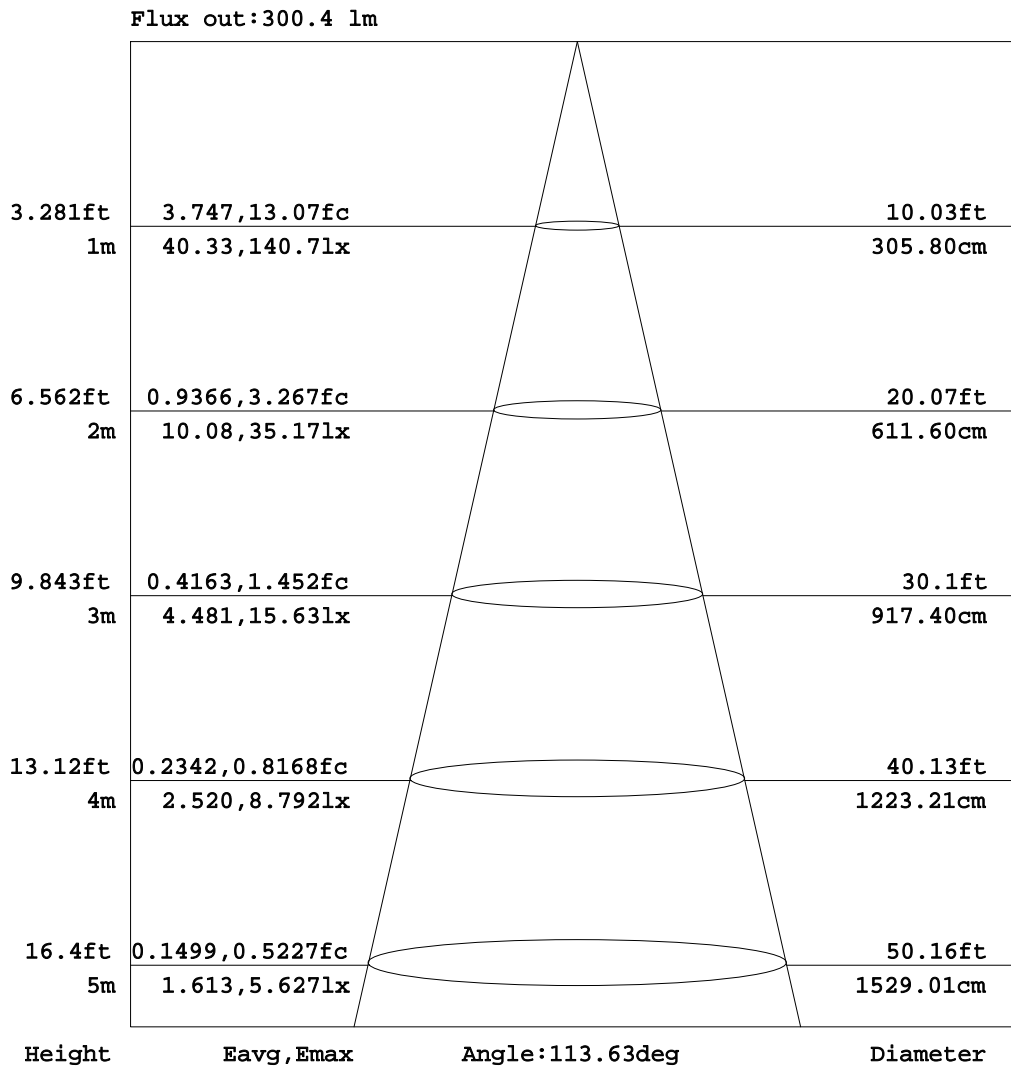 Flux out:300.4 lm
3.281ft 3.747,13.07fc 10.03ft
1m 40.33,140.7lx 305.80cm
6.562ft 0.9366,3.267fc 20.07ft
2m 10.08,35.17lx 611.60cm
9.843ft 0.4163,1.452fc 30.1ft
3m 4.481,15.63lx 917.40cm
13.12ft 0.2342,0.8168fc 40.13ft
4m 2.520,8.792lx 1223.21cm
16.4ft 0.1499,0.5227fc 50.16ft
5m 1.613,5.627lx 1529.01cm
Height Eavg,Emax Angle:113.63deg Diameter